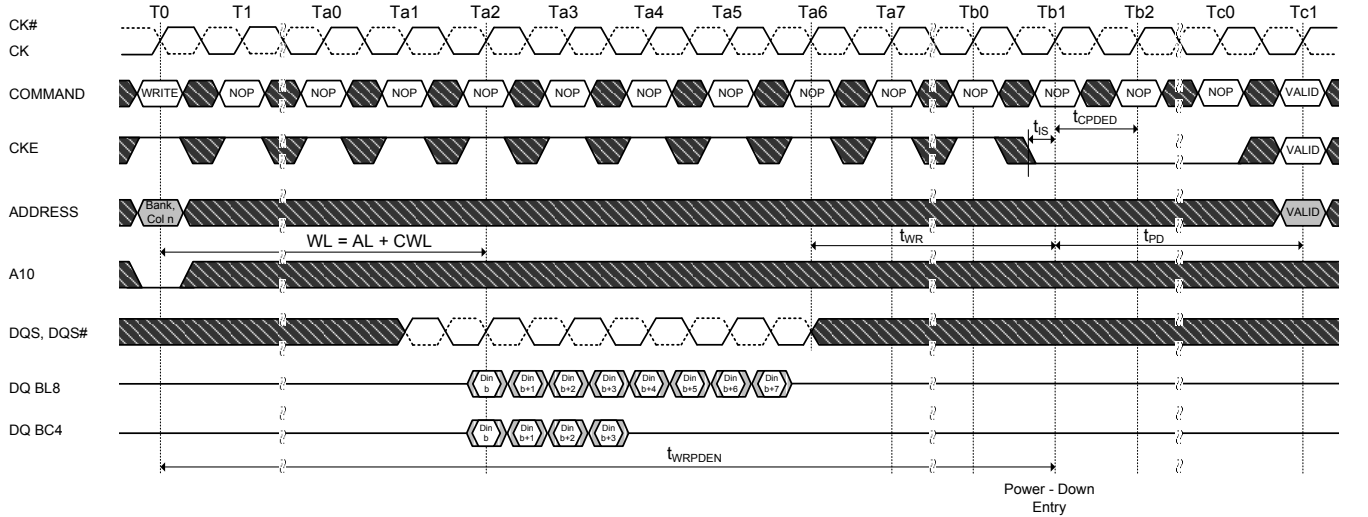 T0 T1 Ta0 Ta1 Ta2 Ta3 Ta4 Ta5 Ta6 Ta7 Tb0 Tb1 Tb2 Tc0 Tc1
CK#
CK
COMMAND WRITE NOP NOP NOP NOP NOP NOP NOP NOP NOP NOP NOP NOP NOP VALID
tIS tCPDED
CKE VALID
ADDRESS Bank, Col n VALID
WL = AL + CWL tWR tPD
A10
DQS, DQS#
DQ BL8 Din b Din b+1 Din b+2 Din b+3 Din b+4 Din b+5 Din b+6 Din b+7
DQ BC4 Din b Din b+1 Din b+2 Din b+3
tWRPDEN
Power - Down
Entry